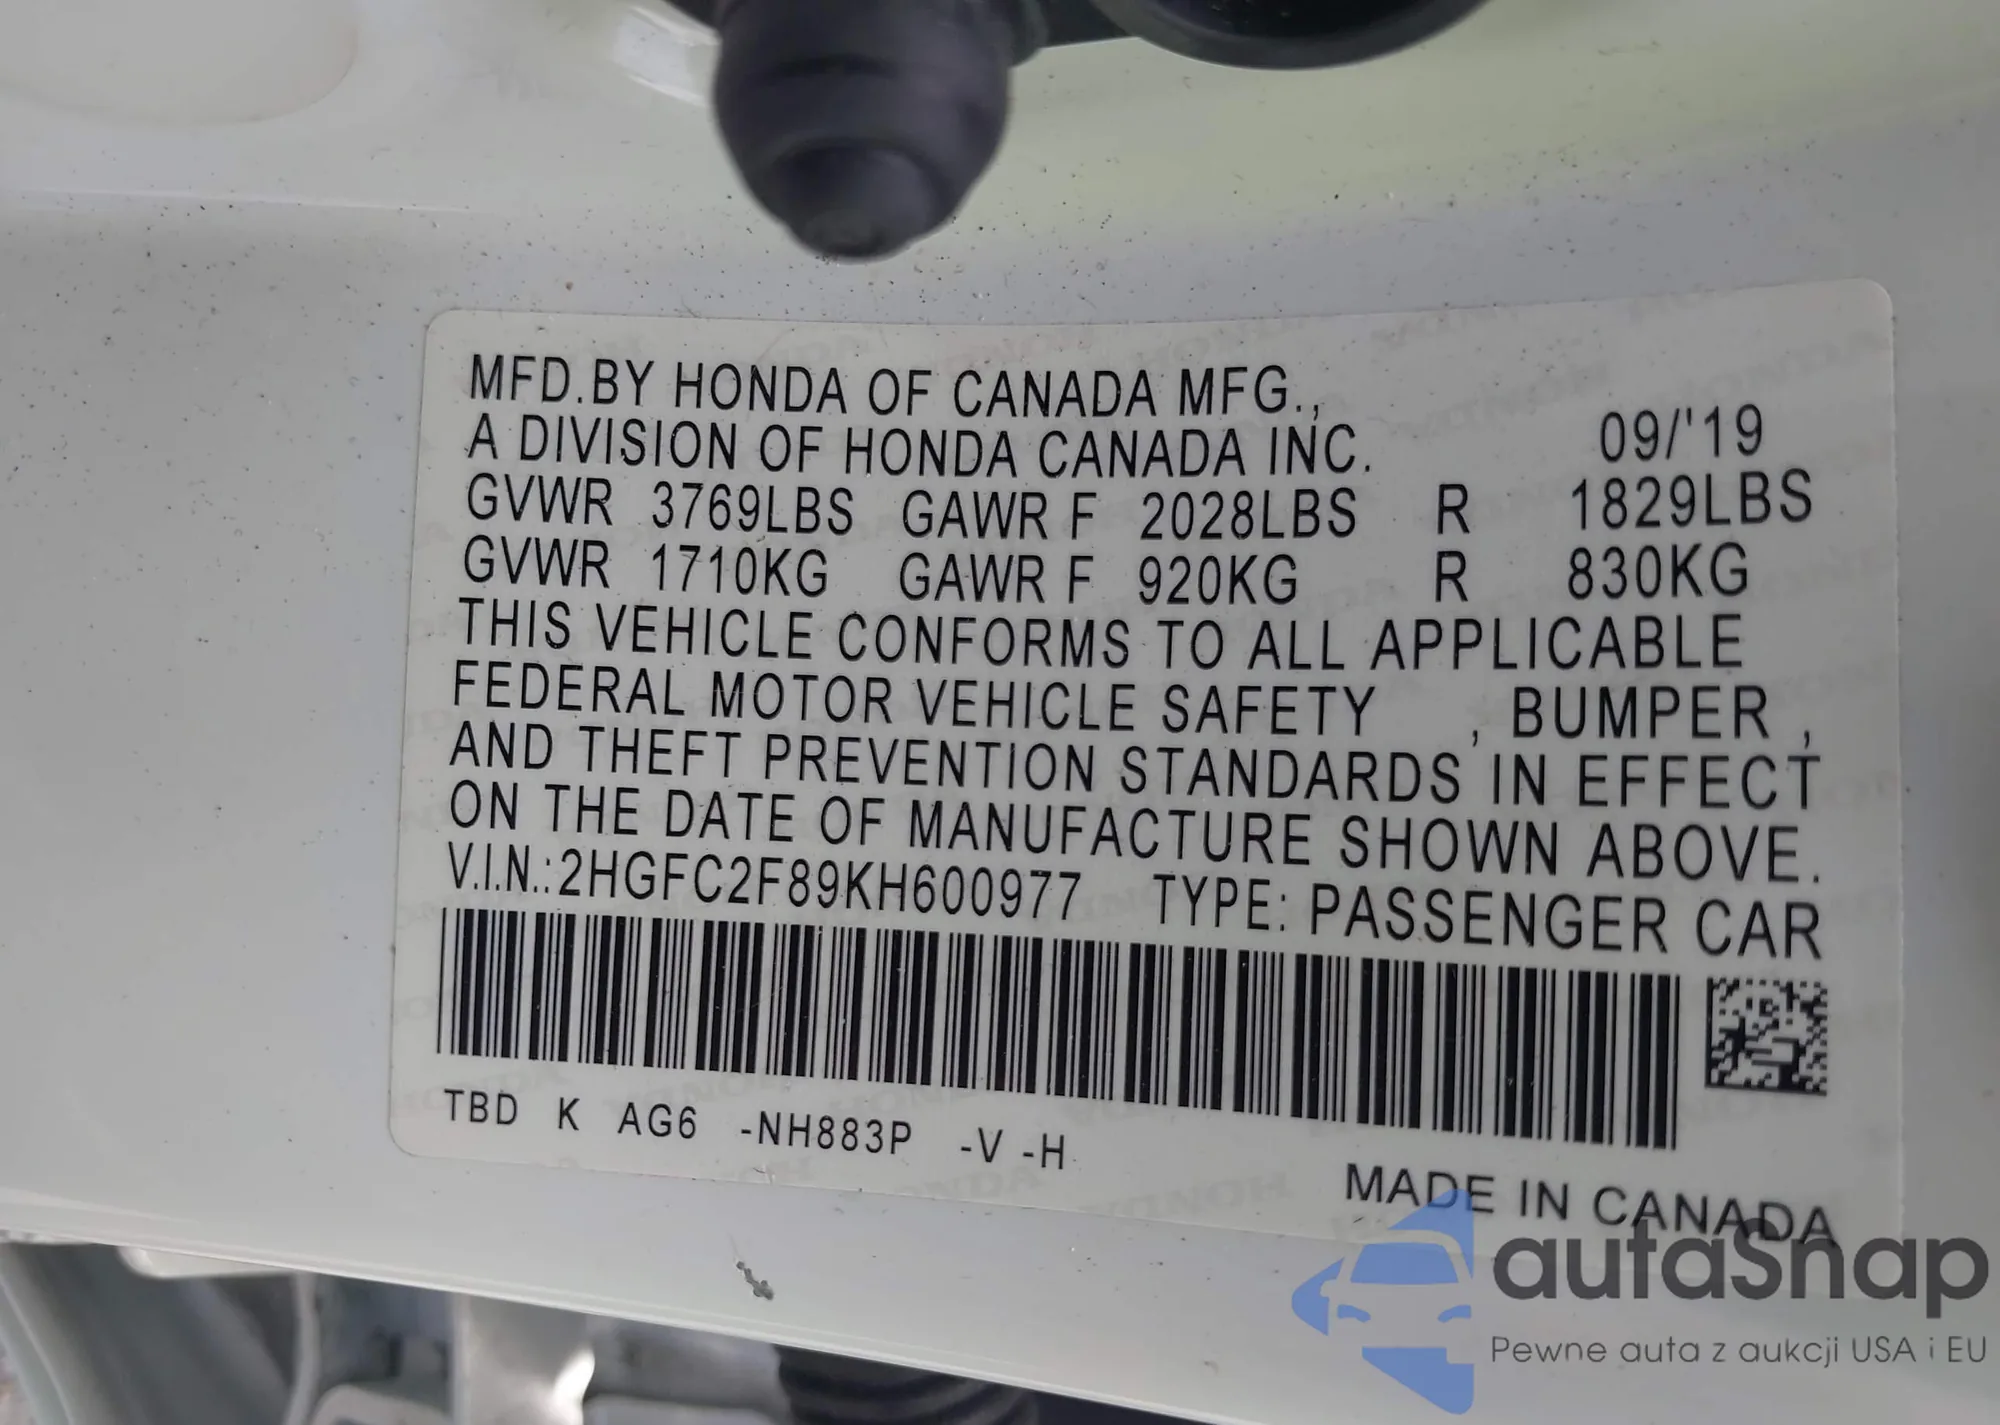 MFD.BY HONDA OF CANADA MFG.,
A DIVISION OF HONDA CANADA INC. 09/'19
GVWR 3769LBS GAWR F 2028LBS R 1829LBS
GVWR 1710KG GAWR F 920KG R 830KG
THIS VEHICLE CONFORMS TO ALL APPLICABLE
FEDERAL MOTOR VEHICLE SAFETY , BUMPER ,
AND THEFT PREVENTION STANDARDS IN EFFECT
ON THE DATE OF MANUFACTURE SHOWN ABOVE.
V.I.N.:2HGFC2F89KH600977 TYPE: PASSENGER CAR
TBD K AG6 -NH883P -V -H
MADE IN CANADA
autaSnap
Pewne auta z aukcji USA i EU